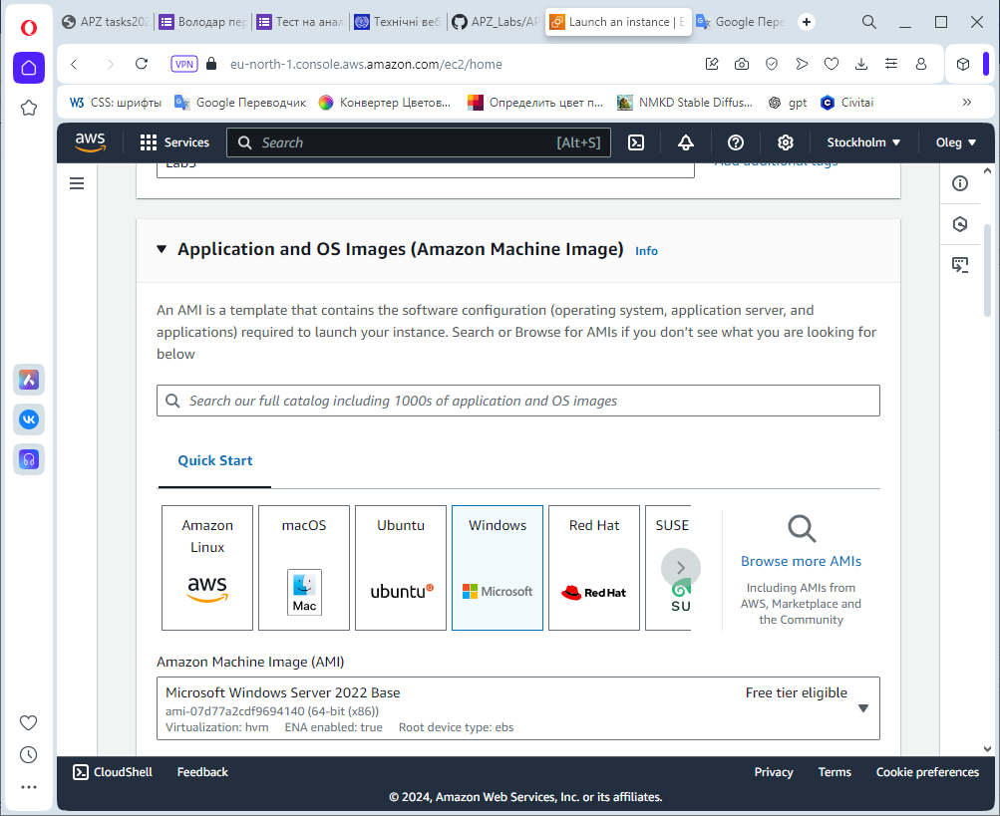 APZ tasks202
Володар пер
Тест на анал
Технічні веб
APZ_Labs/AP
Launch an instance | E
Google Пере
VPN
eu-north-1.console.aws.amazon.com/ec2/home
CSS: шрифты
Google Переводчик
Конвертер Цветов...
Определить цвет п...
NMKD Stable Diffus...
gpt
Civitai
aws
Services
Search
[Alt+S]
Stockholm
Oleg
Lab5
Add additional tags
Application and OS Images (Amazon Machine Image) Info
An AMI is a template that contains the software configuration (operating system, application server, and
applications) required to launch your instance. Search or Browse for AMIs if you don't see what you are looking for
below
Search our full catalog including 1000s of application and OS images
Quick Start
Amazon
Linux
aws
macOS
Mac
Ubuntu
ubuntu
Windows
Microsoft
Red Hat
Red Hat
SUSE
SU
Browse more AMIs
Including AMIs from
AWS, Marketplace and
the Community
Amazon Machine Image (AMI)
Microsoft Windows Server 2022 Base
Free tier eligible
ami-07d77a2cdf9694140 (64-bit (x86))
Virtualization: hvm ENA enabled: true Root device type: ebs
CloudShell
Feedback
Privacy
Terms
Cookie preferences
© 2024, Amazon Web Services, Inc. or its affiliates.